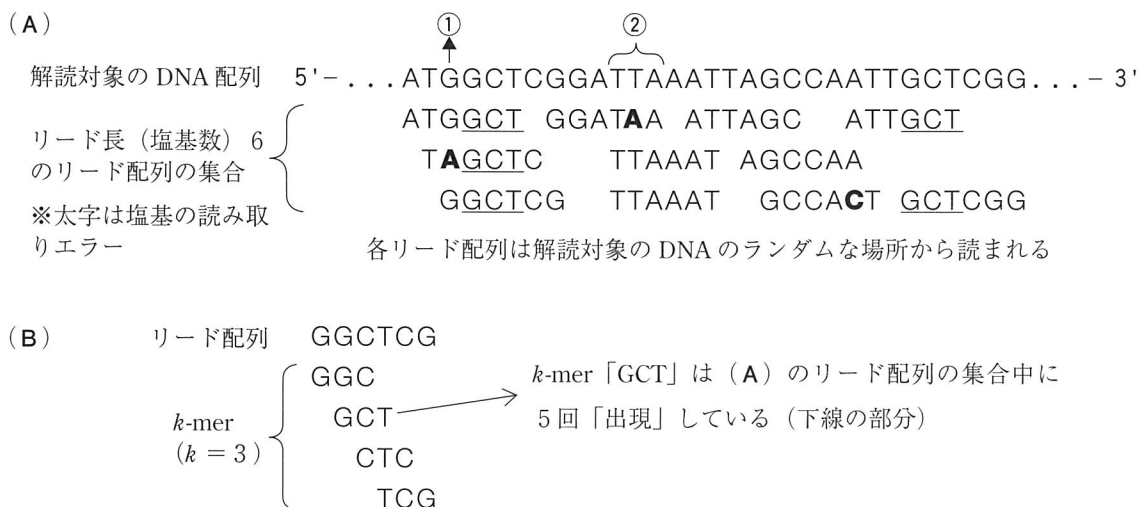 (A)
① ②
解読対象の DNA 配列 5'- ...ATGGCTCGGATTAAATTAGCCAATTGCTCGG...- 3'
リード長（塩基数）6
のリード配列の集合
※太字は塩基の読み取
りエラー
ATGGCT GGATAA ATTAGC ATTGCT
TAGCTC TTAAAT AGCCAA
GGCTCG TTAAAT GCCACT GCTCGG
各リード配列は解読対象の DNA のランダムな場所から読まれる
(B) リード配列 GGCTCG
k-mer
(k = 3)
GGC
GCT
CTC
TCG
k-mer「GCT」は（A）のリード配列の集合中に
5回「出現」している（下線の部分）